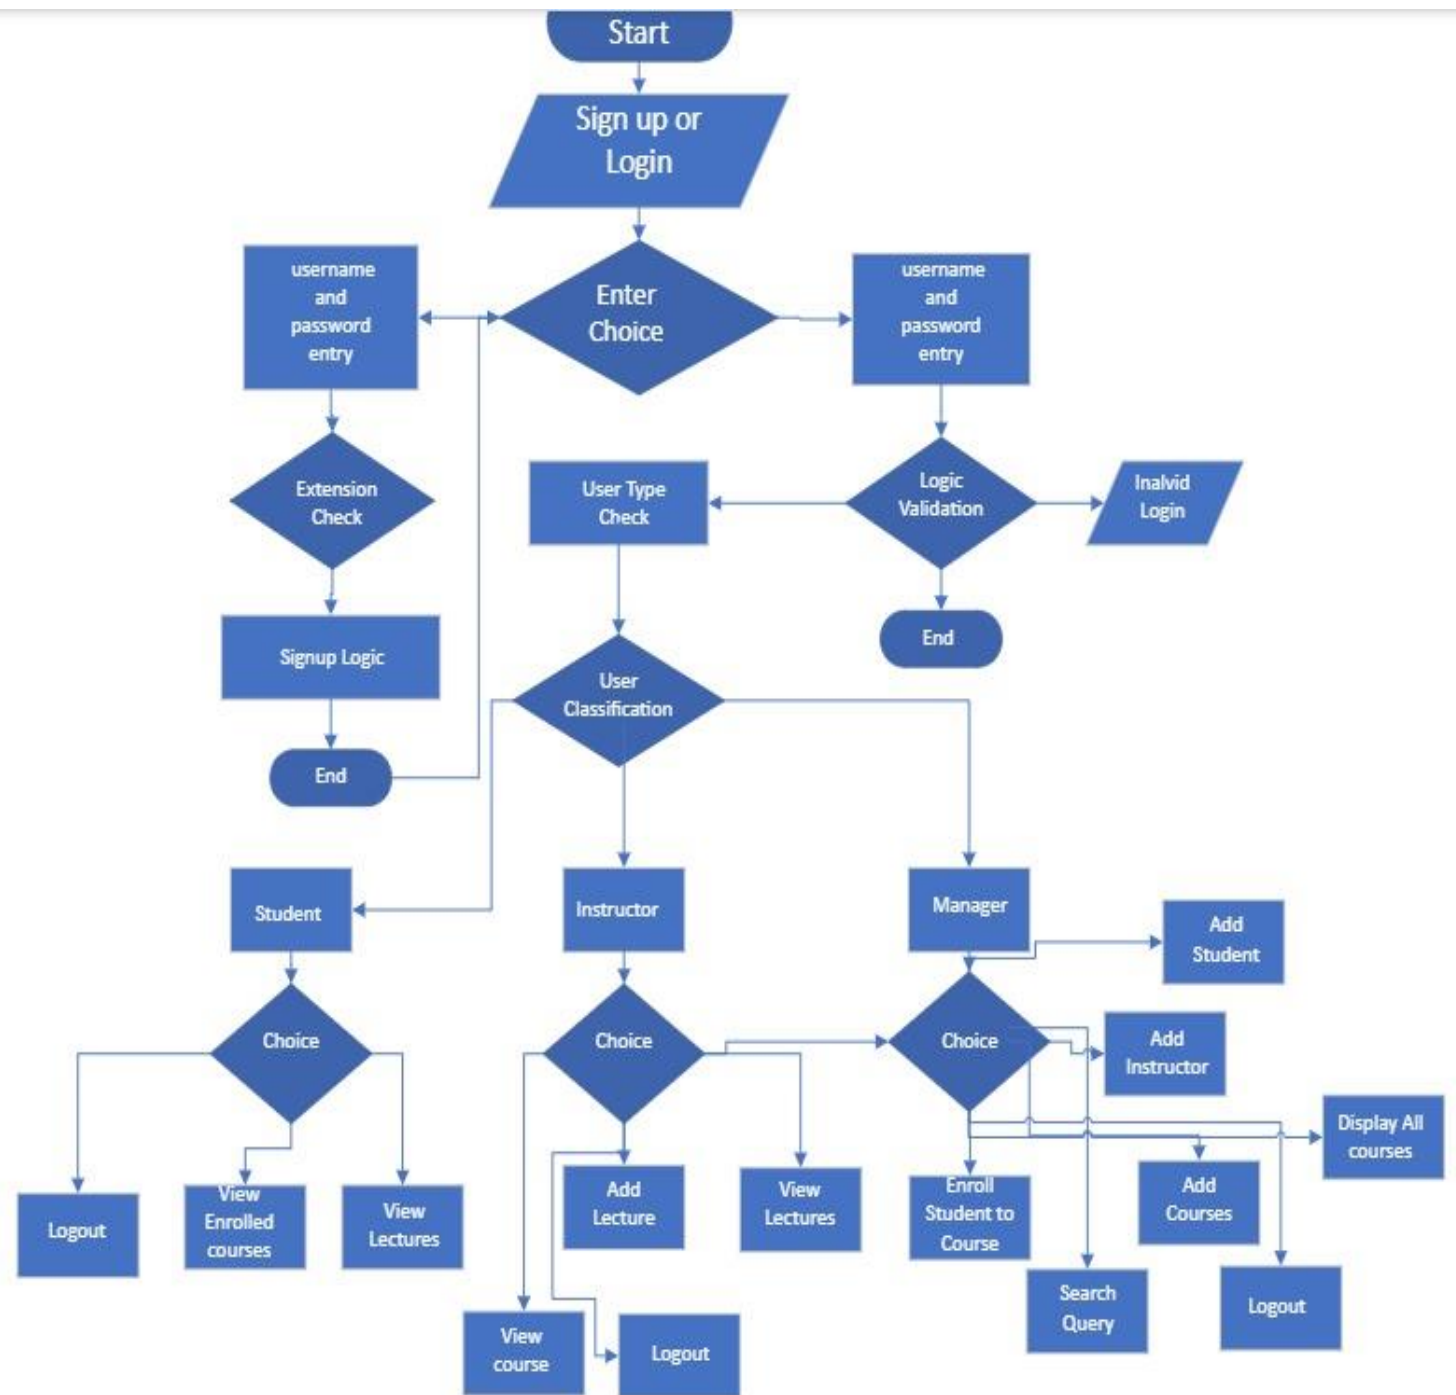 Start
Sign up or
Login
Enter
Choice
username
and
password
entry
username
and
password
entry
Extension
Check
User Type
Check
Logic
Validation
Inalvid
Login
Signup Logic
End
User
Classification
End
Student
Instructor
Manager
Add
Student
Choice
Choice
Choice
Add
Instructor
Display All
courses
Logout
View
Enrolled
courses
View
Lectures
Add
Lecture
View
Lectures
Enroll
Student to
Course
Add
Courses
View
course
Logout
Search
Query
Logout